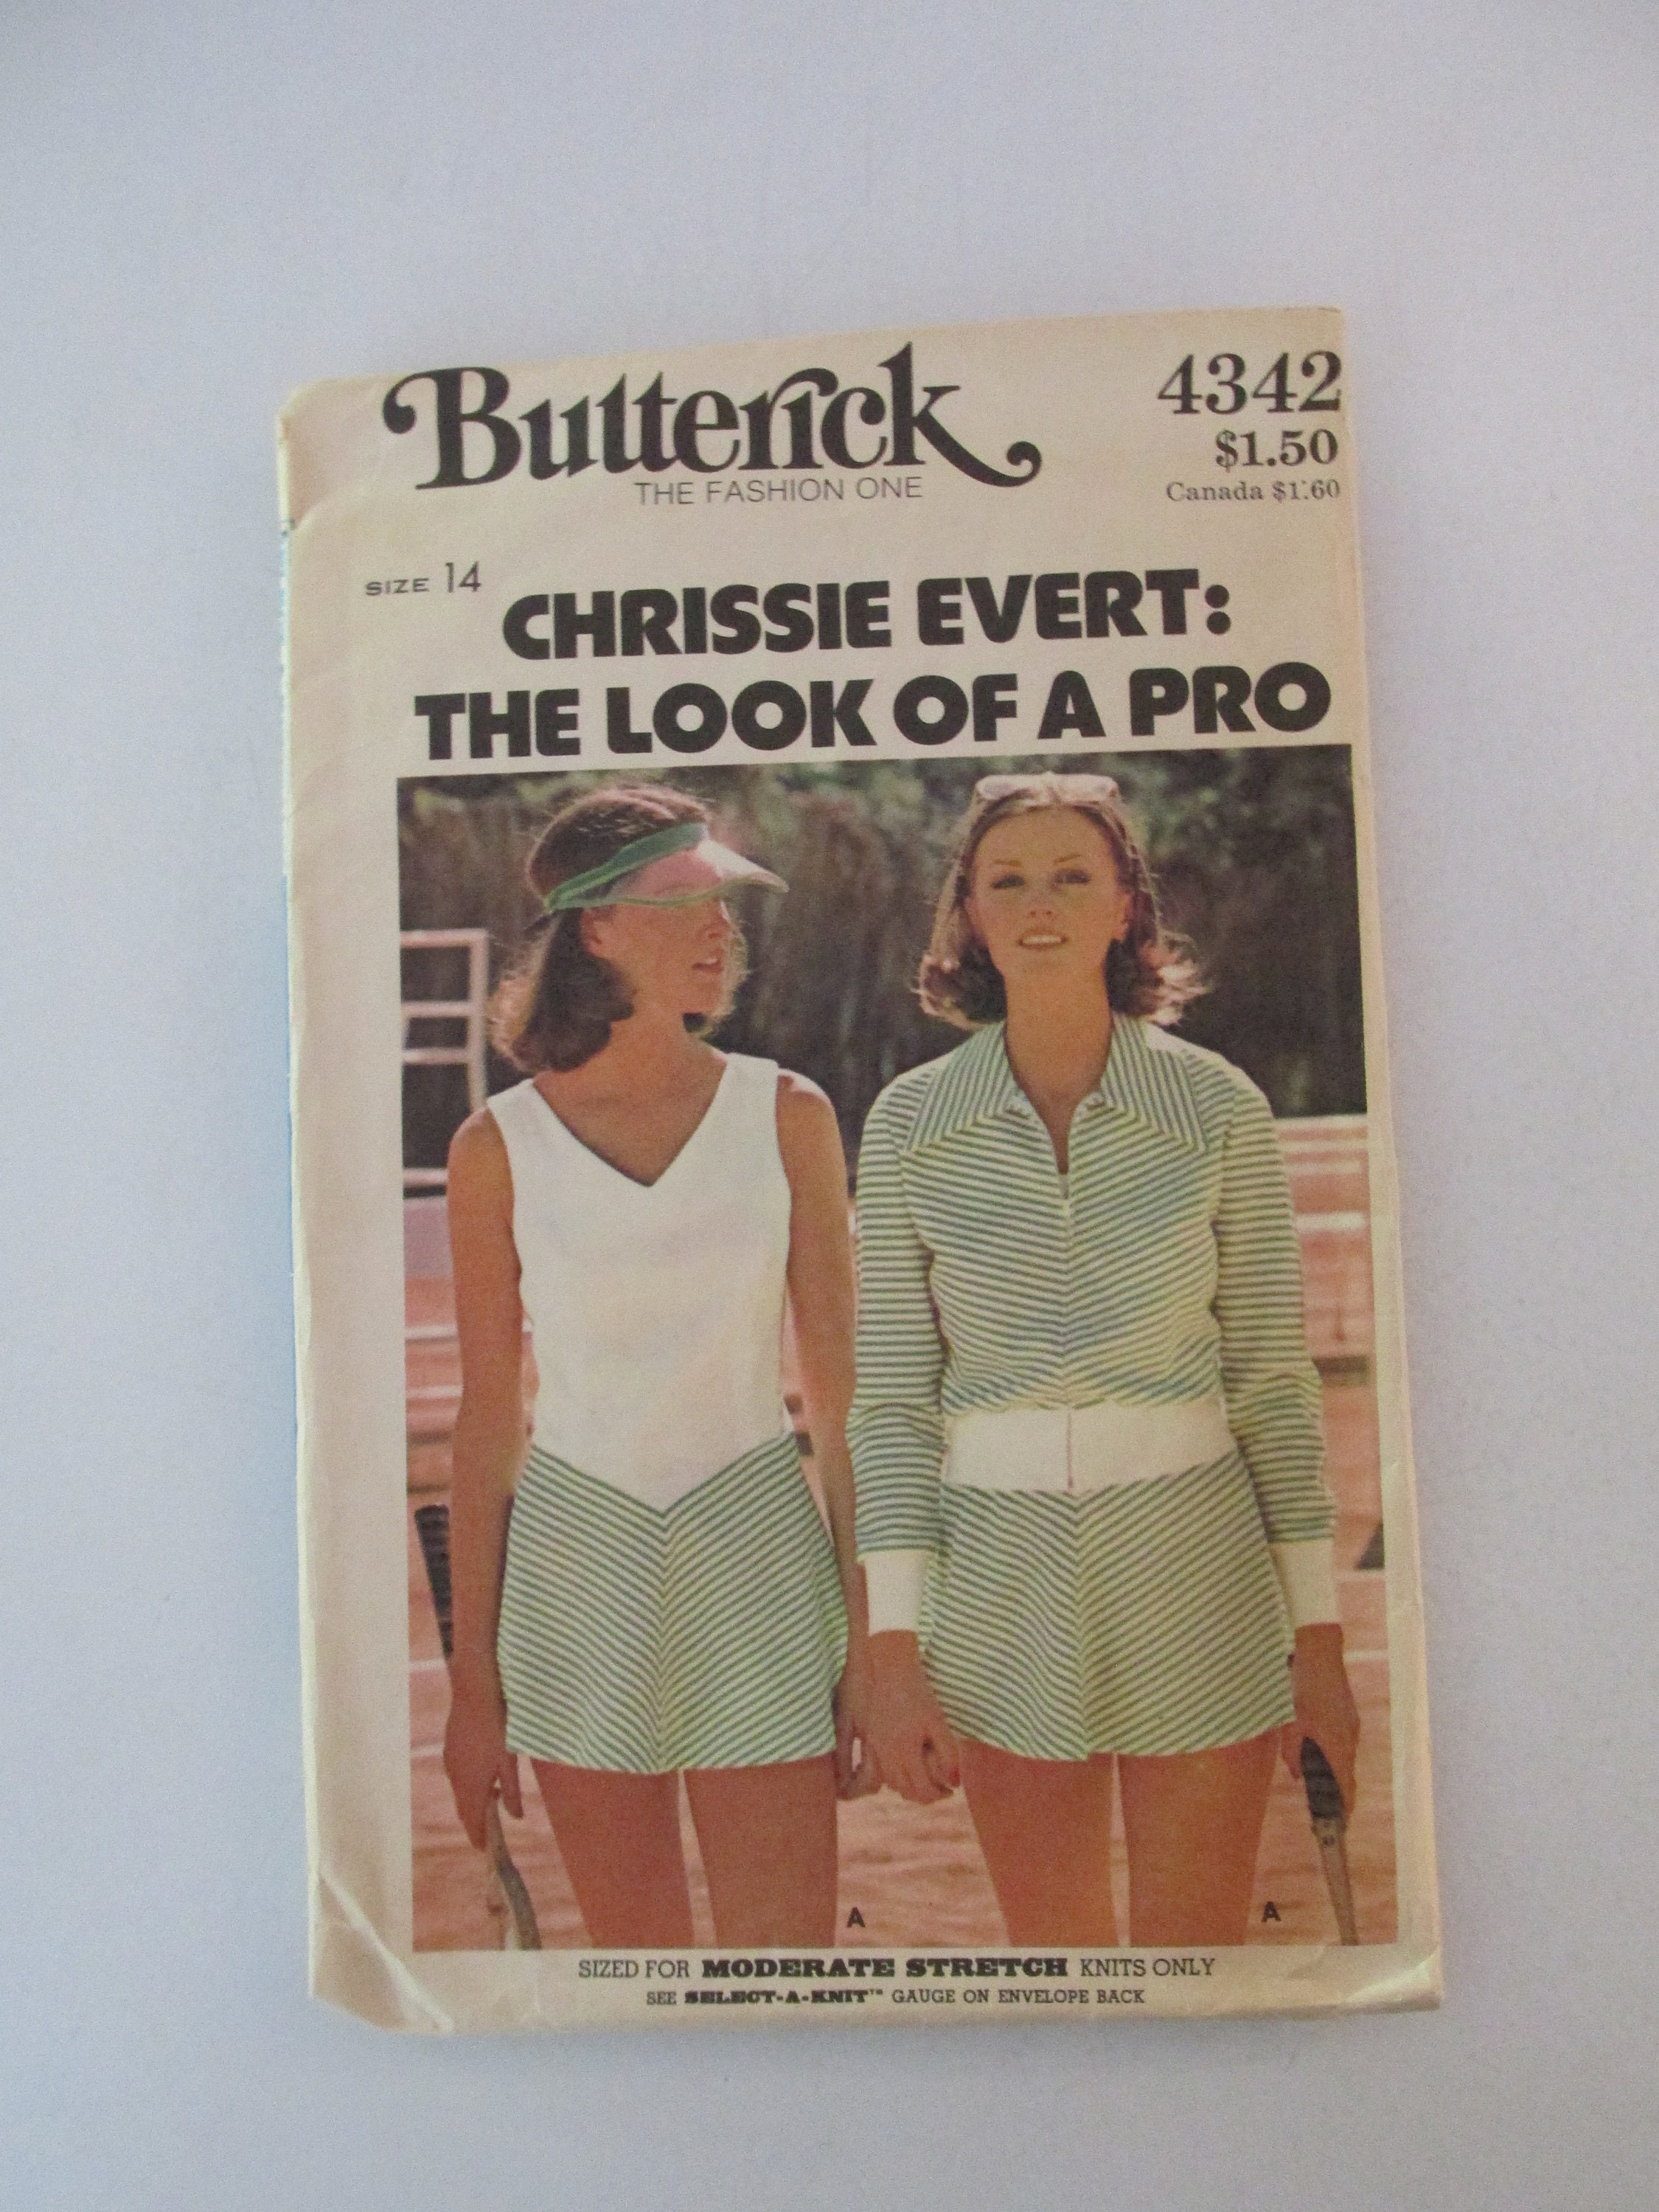 Butterick
THE FASHION ONE
4342
$1.50
Canada $1.60
SIZE 14
CHRISSIE EVERT:
THE LOOK OF A PRO
A
A
SIZED FOR MODERATE STRETCH KNITS ONLY
SEE SELECT-A-KNIT™ GAUGE ON ENVELOPE BACK